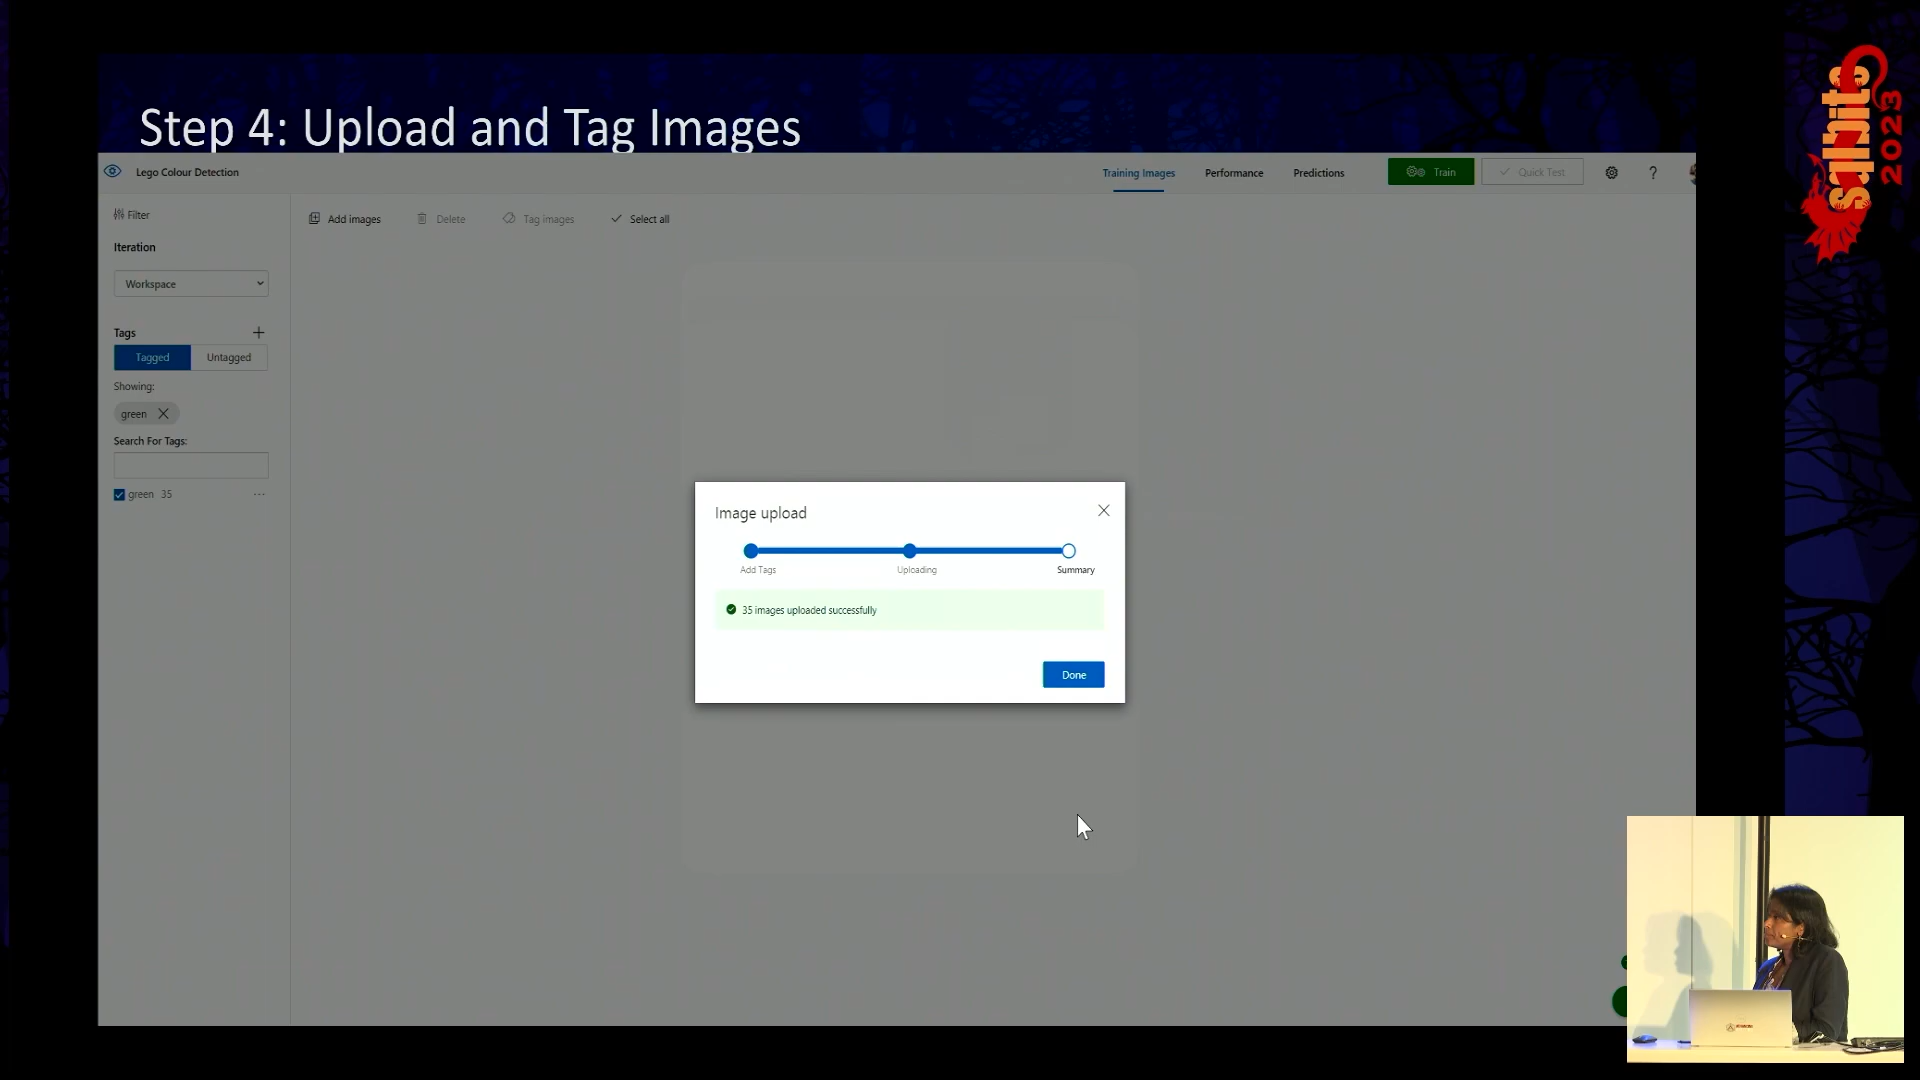 Step 4: Upload and Tag Images
Lego Colour Detection
Training Images
Performance
Predictions
Train
Quick Test
?
Filter
Add images
Delete
Tag images
Select all
Iteration
Workspace
Tags
Tagged
Untagged
Showing:
green
Search For Tags:
green 35
Image upload
Add Tags
Uploading
Summary
35 images uploaded successfully
Done
sqlbits
2023